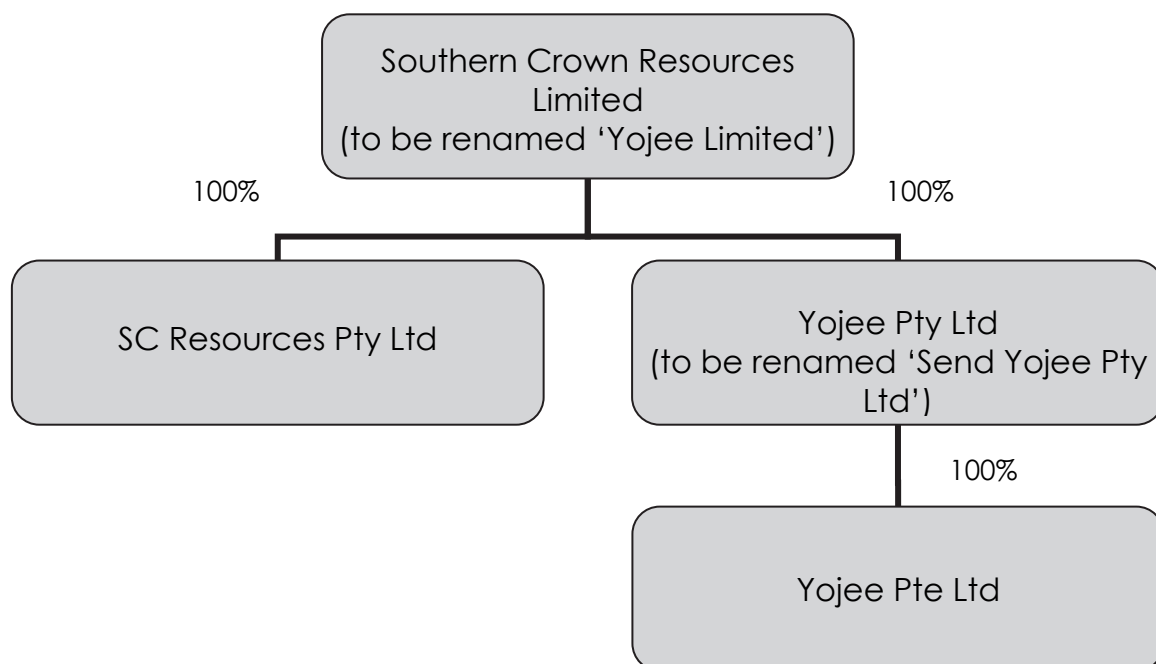 Southern Crown Resources
Limited
(to be renamed ‘Yojee Limited’)
100%
100%
SC Resources Pty Ltd
Yojee Pty Ltd
(to be renamed ‘Send Yojee Pty
Ltd’)
100%
Yojee Pte Ltd